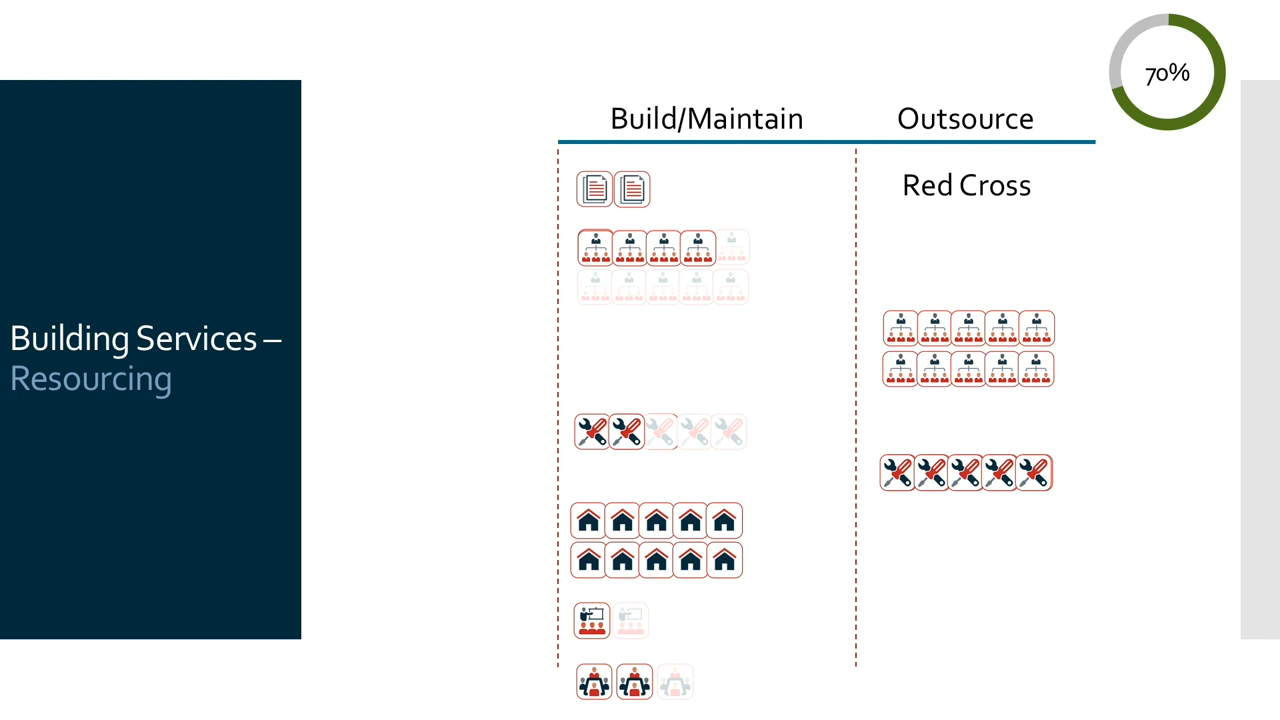 70%
Build/Maintain
Outsource
Red Cross
Building Services –
Resourcing